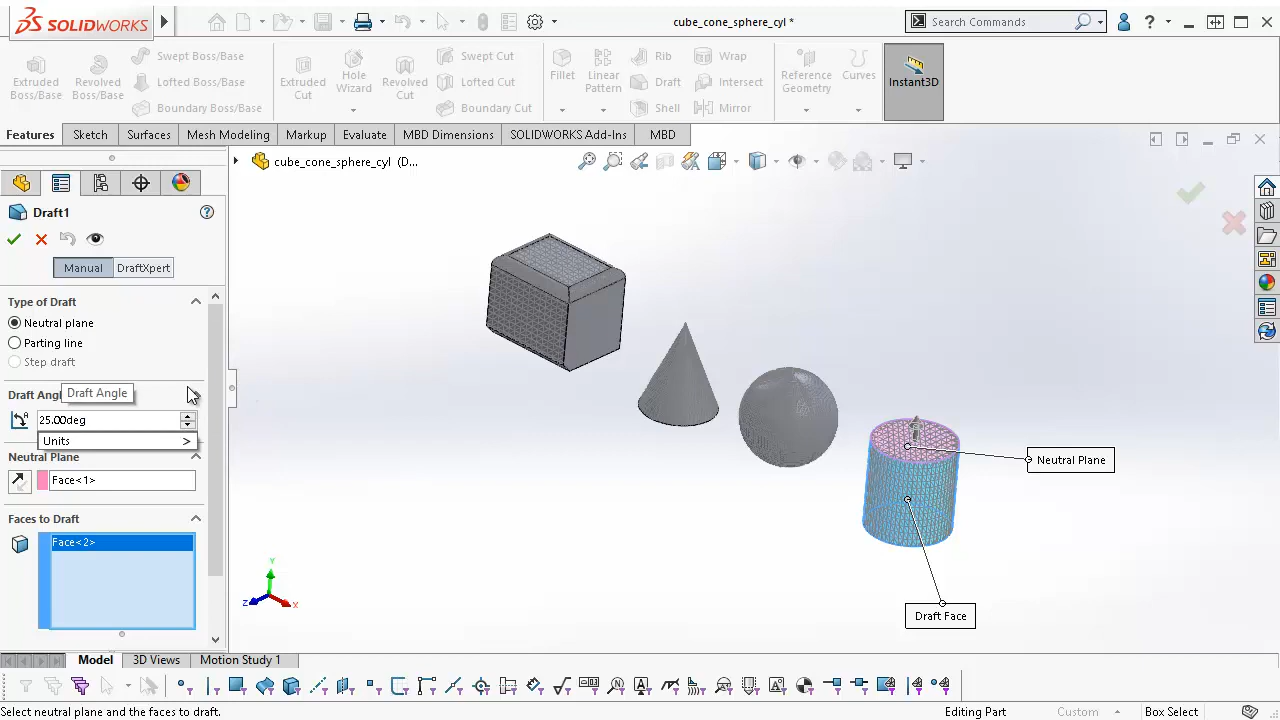 SOLIDWORKS
cube_cone_sphere_cyl *
Search Commands
?
Extruded Boss/Base
Revolved Boss/Base
Swept Boss/Base
Lofted Boss/Base
Boundary Boss/Base
Extruded Cut
Hole Wizard
Revolved Cut
Swept Cut
Lofted Cut
Boundary Cut
Fillet
Linear Pattern
Rib
Draft
Shell
Wrap
Intersect
Mirror
Reference Geometry
Curves
Instant3D
Features
Sketch
Surfaces
Mesh Modeling
Markup
Evaluate
MBD Dimensions
SOLIDWORKS Add-Ins
MBD
cube_cone_sphere_cyl (D...
Draft1
?
Manual
DraftXpert
Type of Draft
Neutral plane
Parting line
Step draft
Draft Angle
25.00deg
Units >
Neutral Plane
Face<1>
Faces to Draft
Face<2>
Neutral Plane
Draft Face
Y
Z
X
Model
3D Views
Motion Study 1
Select neutral plane and the faces to draft.
Editing Part
Custom
Box Select